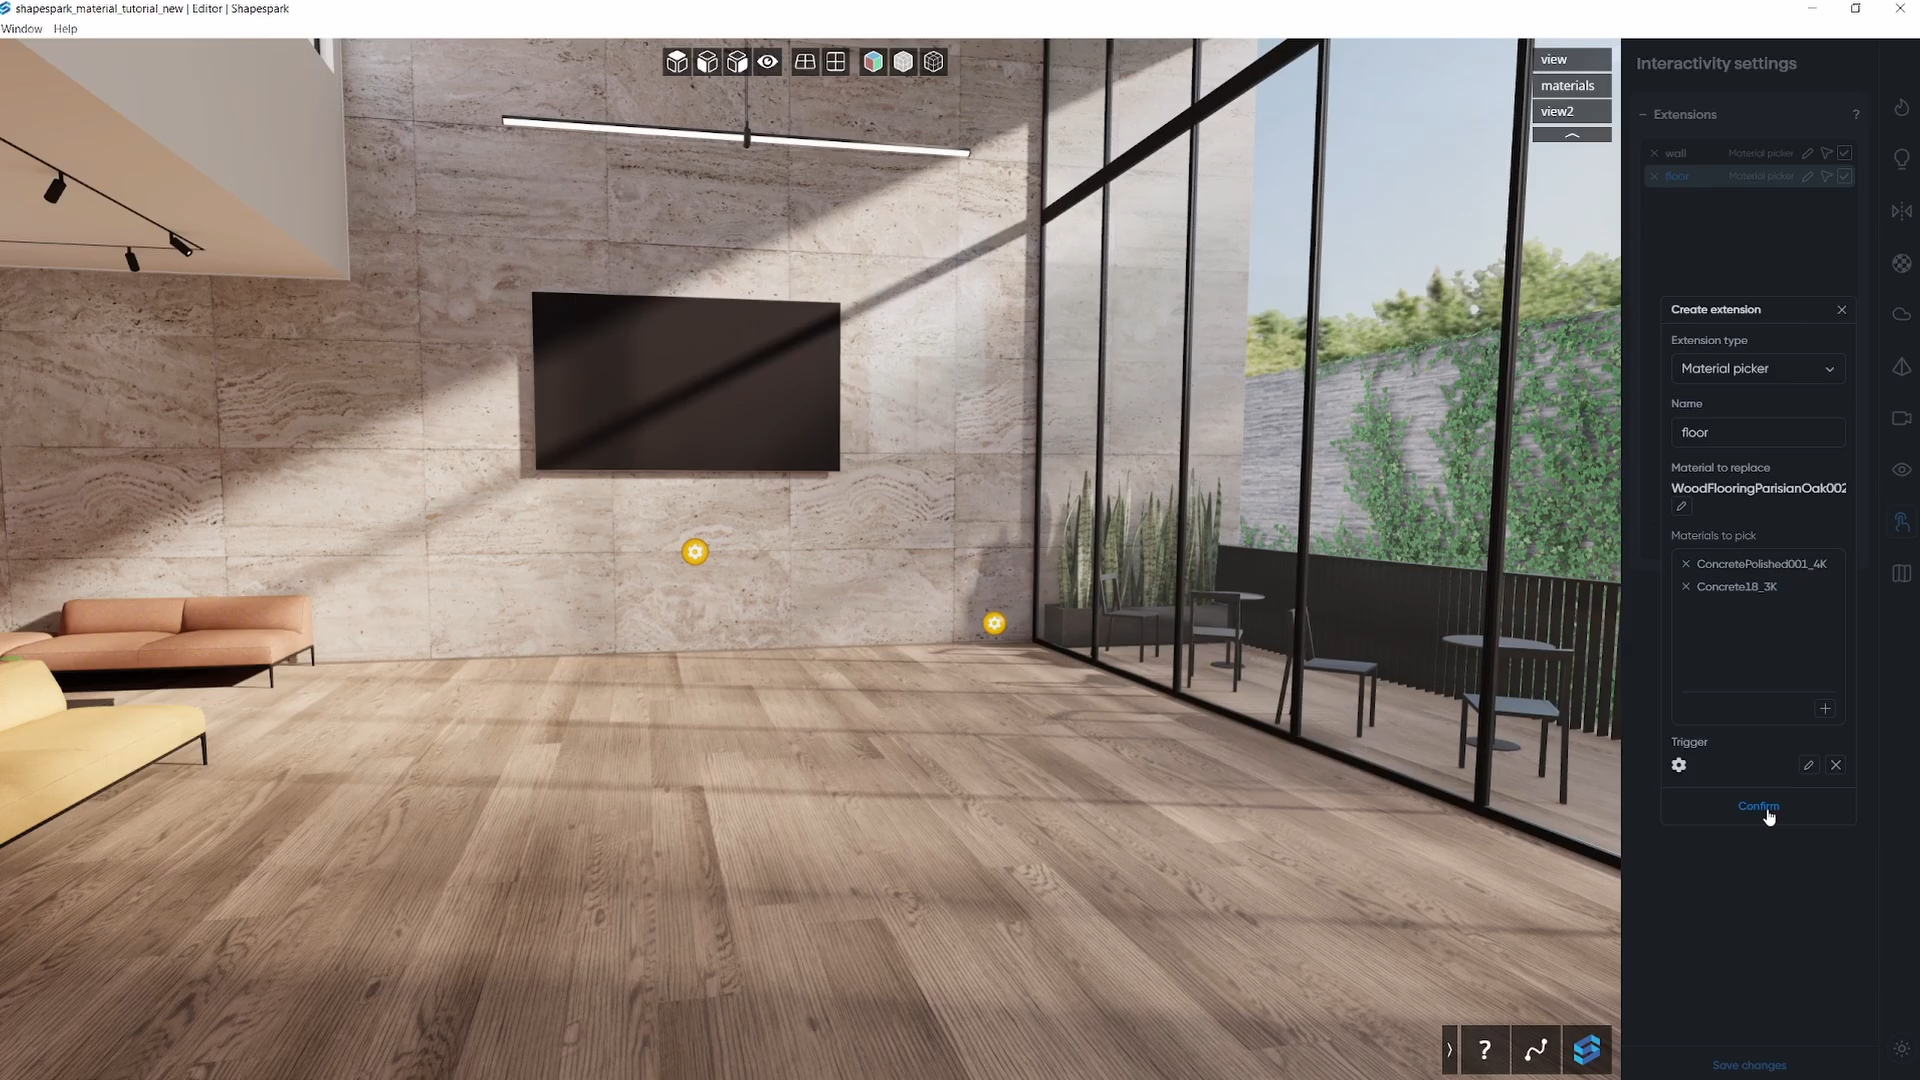 shapespark_material_tutorial_new | Editor | Shapespark
Window Help
view
materials
view2
Interactivity settings
– Extensions ?
wall Material picker
floor Material picker
Create extension
Extension type
Material picker
Name
floor
Material to replace
WoodFlooringParisianOak002
Materials to pick
ConcretePolished001_4K
Concrete18_3K
Trigger
Confirm
?
Save changes